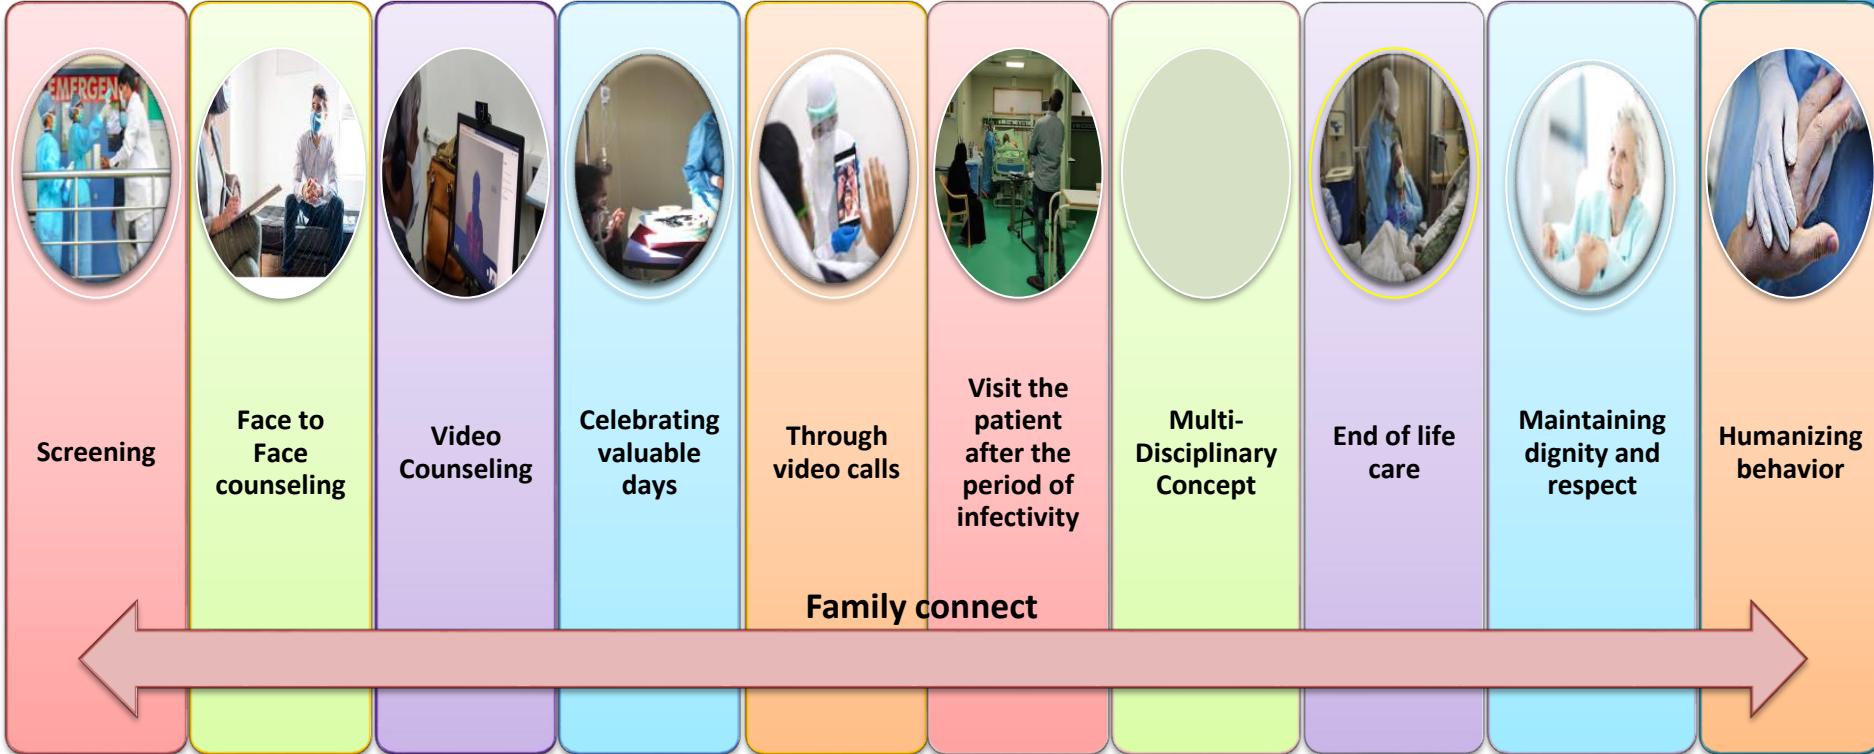 EMERGEN
Screening
Face to
Face
counseling
Video
Counseling
Celebrating
valuable
days
Through
video calls
Visit the
patient
after the
period of
infectivity
Multi-
Disciplinary
Concept
End of life
care
Maintaining
dignity and
respect
Humanizing
behavior
Family connect